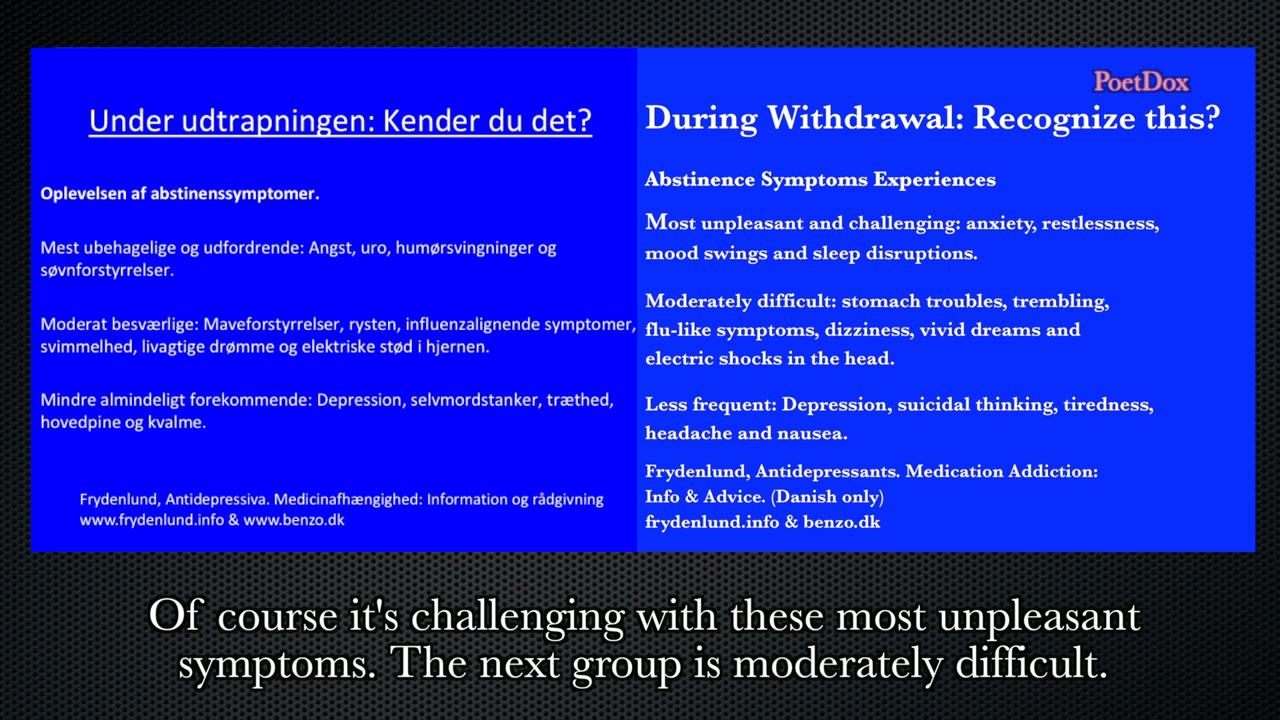 Under udtrapningen: Kender du det?
Oplevelsen af abstinenssymptomer.
Mest ubehagelige og udfordrende: Angst, uro, humørsvingninger og
søvnforstyrrelser.
Moderat besværlige: Maveforstyrrelser, rysten, influenzalignende symptomer,
svimmelhed, livagtige drømme og elektriske stød i hjernen.
Mindre almindeligt forekommende: Depression, selvmordstanker, træthed,
hovedpine og kvalme.
Frydenlund, Antidepressiva. Medicinafhængighed: Information og rådgivning
www.frydenlund.info & www.benzo.dk
PoetDox
During Withdrawal: Recognize this?
Abstinence Symptoms Experiences
Most unpleasant and challenging: anxiety, restlessness,
mood swings and sleep disruptions.
Moderately difficult: stomach troubles, trembling,
flu-like symptoms, dizziness, vivid dreams and
electric shocks in the head.
Less frequent: Depression, suicidal thinking, tiredness,
headache and nausea.
Frydenlund, Antidepressants. Medication Addiction:
Info & Advice. (Danish only)
frydenlund.info & benzo.dk
Of course it's challenging with these most unpleasant
symptoms. The next group is moderately difficult.